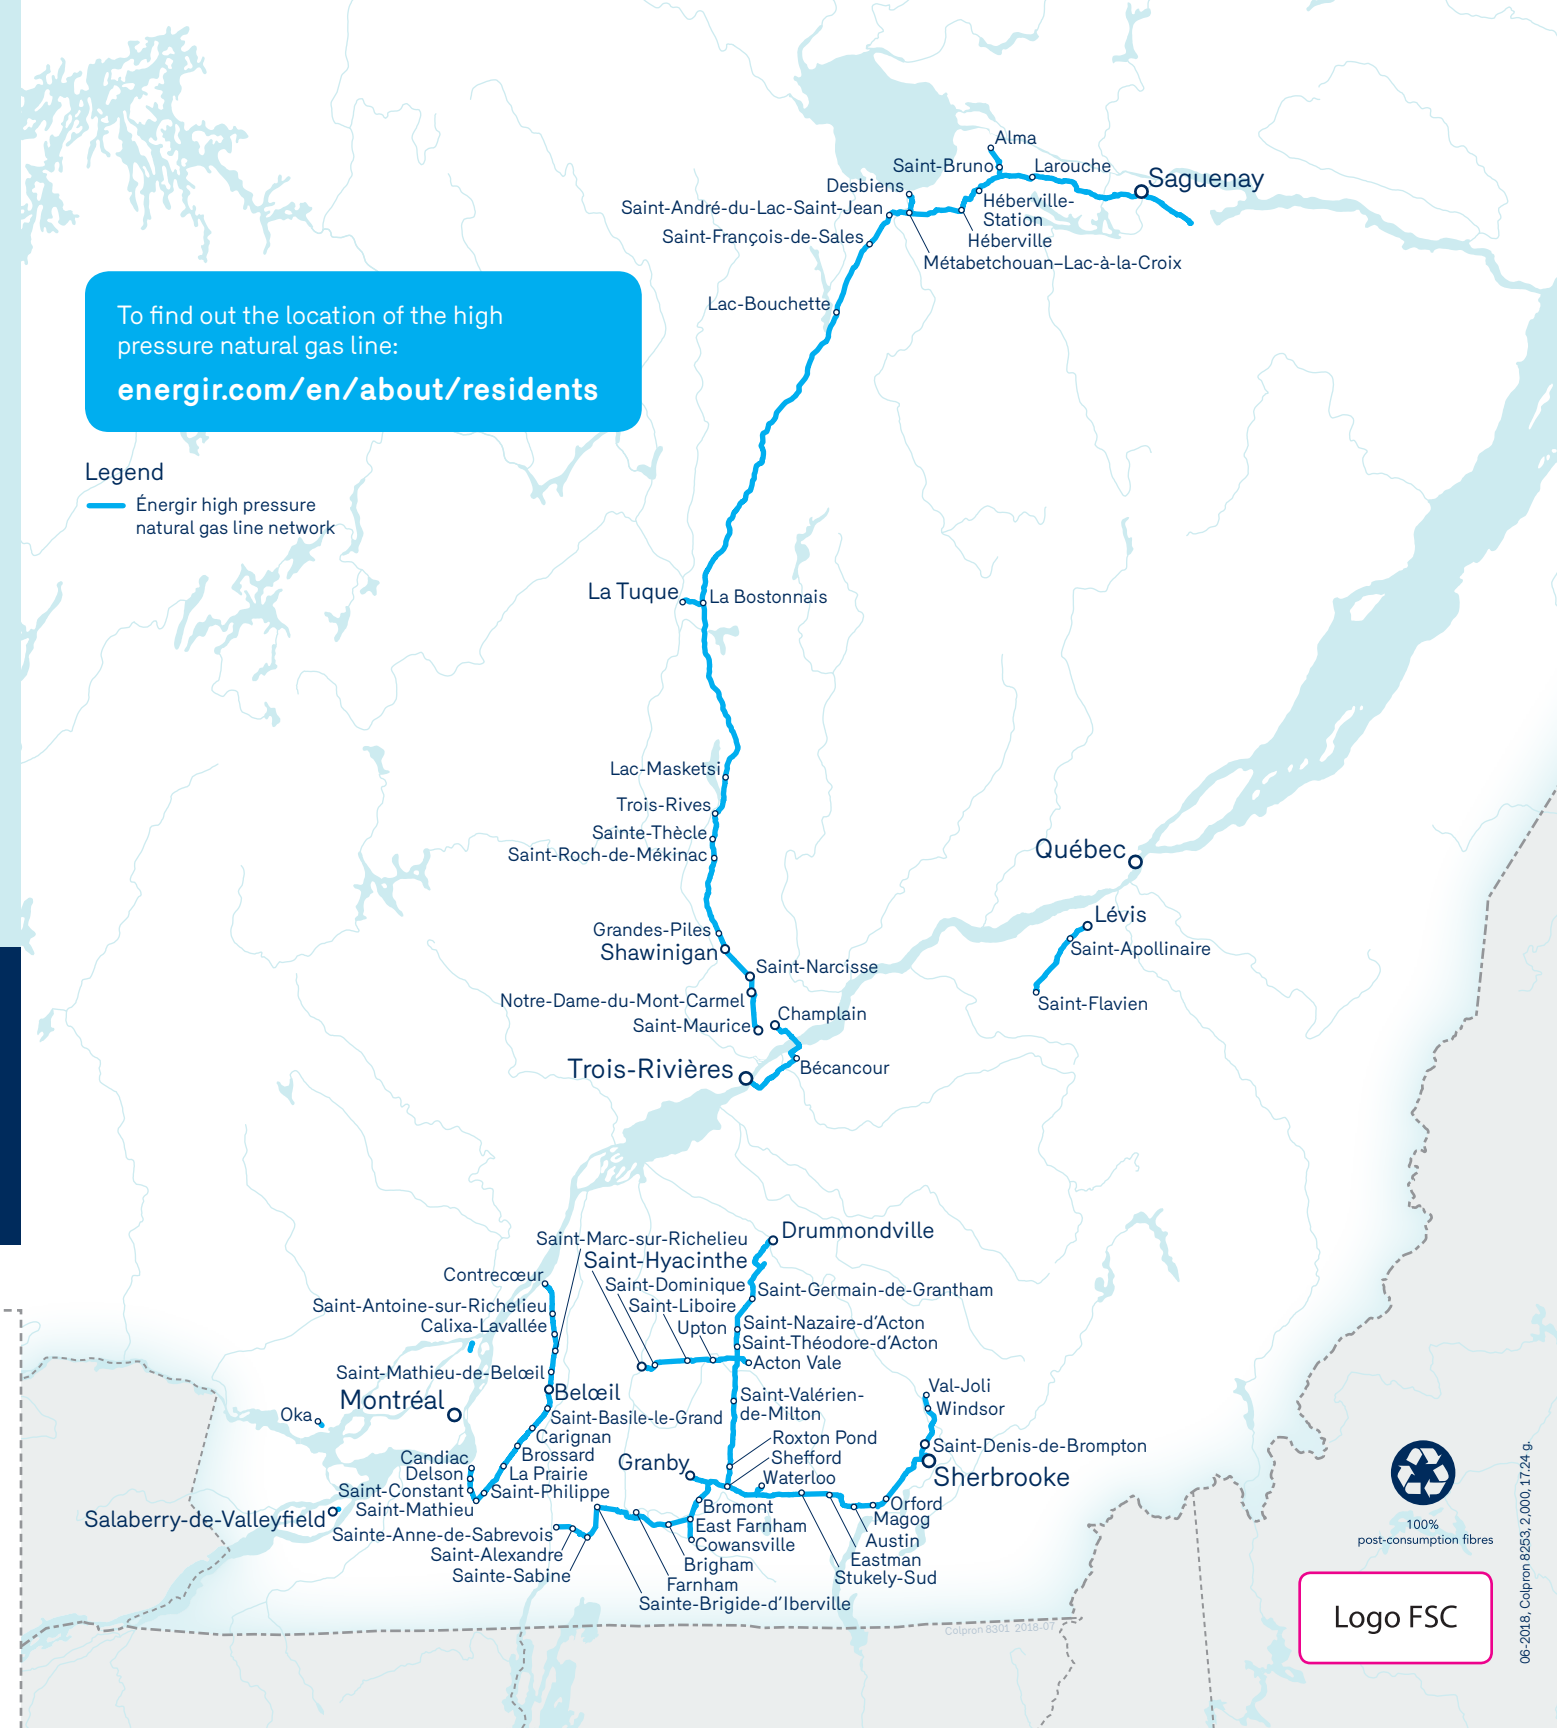 Alma
Saint-Bruno
Larouche
Saguenay
Desbiens
Saint-André-du-Lac-Saint-Jean
Héberville-
Station
Saint-François-de-Sales
Héberville
Métabetchouan–Lac-à-la-Croix
Lac-Bouchette
To find out the location of the high
pressure natural gas line:
energir.com/en/about/residents
Legend
Énergir high pressure
natural gas line network
La Tuque
La Bostonnais
Lac-Masketsi
Trois-Rives
Sainte-Thècle
Saint-Roch-de-Mékinac
Québec
Lévis
Grandes-Piles
Saint-Apollinaire
Shawinigan
Saint-Narcisse
Notre-Dame-du-Mont-Carmel
Saint-Flavien
Champlain
Saint-Maurice
Trois-Rivières
Bécancour
Drummondville
Saint-Marc-sur-Richelieu
Saint-Hyacinthe
Contrecœur
Saint-Dominique
Saint-Germain-de-Grantham
Saint-Antoine-sur-Richelieu
Saint-Liboire
Calixa-Lavallée
Upton
Saint-Nazaire-d'Acton
Saint-Théodore-d'Acton
Acton Vale
Saint-Mathieu-de-Belœil
Belœil
Val-Joli
Montréal
Saint-Valérien-
de-Milton
Windsor
Oka
Saint-Basile-le-Grand
Carignan
Roxton Pond
Saint-Denis-de-Brompton
Brossard
Shefford
Candiac
Granby
Delson
La Prairie
Waterloo
Sherbrooke
Saint-Constant
Saint-Philippe
Saint-Mathieu
Bromont
Orford
Salaberry-de-Valleyfield
Magog
East Farnham
Sainte-Anne-de-Sabrevois
Cowansville
Austin
Saint-Alexandre
Brigham
Eastman
Sainte-Sabine
Farnham
Stukely-Sud
Sainte-Brigide-d'Iberville
Colpron 8301 2018-07
100%
post-consumption fibres
Logo FSC
06-2018, Colpron 8253, 2,000, 17.24 g.